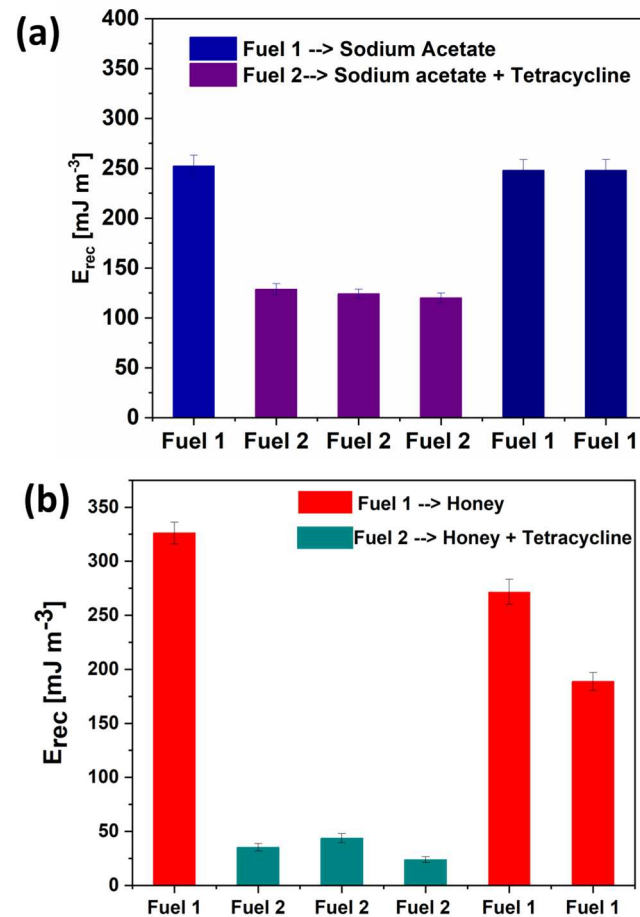 (a)
Fuel 1 --> Sodium Acetate
Fuel 2--> Sodium acetate + Tetracycline
400
350
300
250
200
150
100
50
0
Erec [mJ m-3]
Fuel 1 Fuel 2 Fuel 2 Fuel 2 Fuel 1 Fuel 1
(b)
Fuel 1 --> Honey
Fuel 2 --> Honey + Tetracycline
350
300
250
200
150
100
50
0
Erec [mJ m-3]
Fuel 1 Fuel 2 Fuel 2 Fuel 2 Fuel 1 Fuel 1